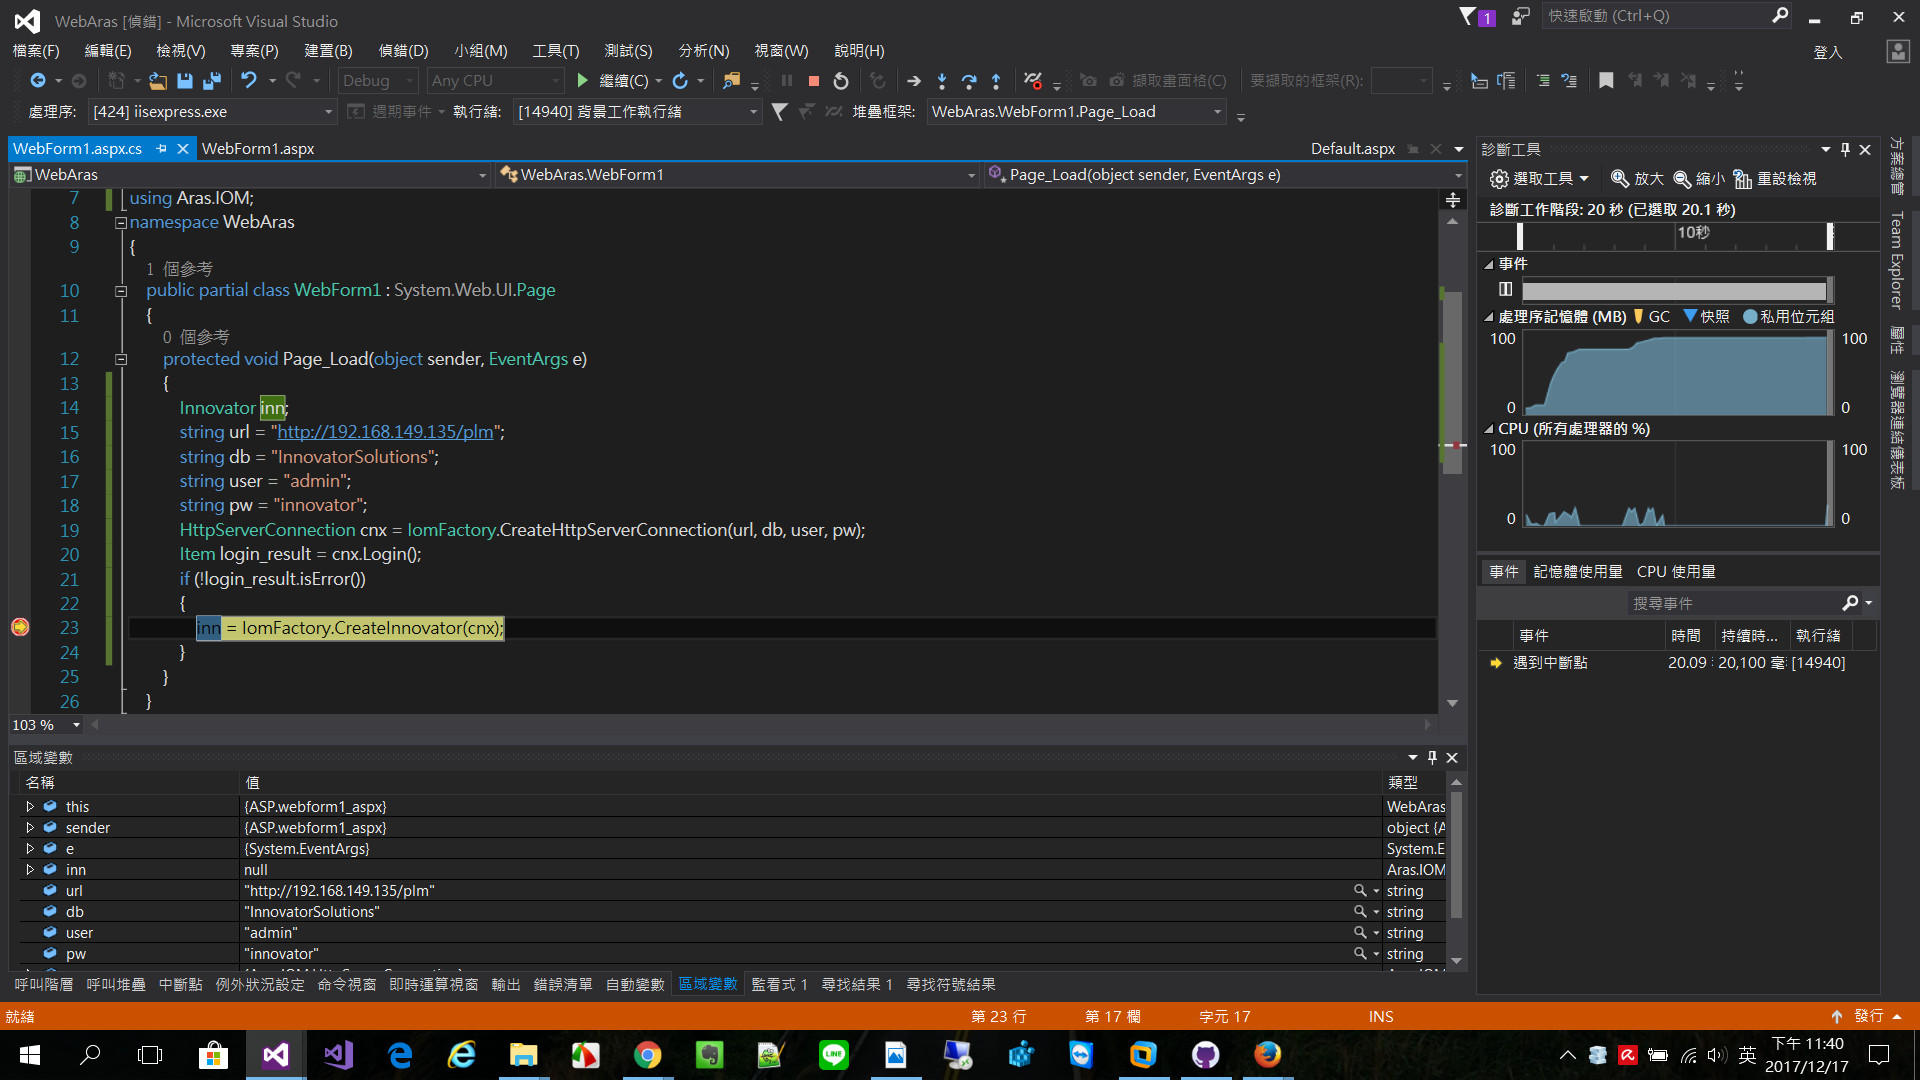 WebAras [偵錯] - Microsoft Visual Studio
1
快速啟動 (Ctrl+Q)
檔案(F) 編輯(E) 檢視(V) 專案(P) 建置(B) 偵錯(D) 小組(M) 工具(T) 測試(S) 分析(N) 視窗(W) 說明(H)
登入
Debug Any CPU 繼續(C) 擷取畫面格(C) 要擷取的框架(R):
處理序: [424] iisexpress.exe 週期事件 執行緒: [14940] 背景工作執行緒 堆疊框架: WebAras.WebForm1.Page_Load
WebForm1.aspx.cs WebForm1.aspx Default.aspx
WebAras WebAras.WebForm1 Page_Load(object sender, EventArgs e)
7 using Aras.IOM;
8 namespace WebAras
9 {
1 個參考
10 public partial class WebForm1 : System.Web.UI.Page
11 {
0 個參考
12 protected void Page_Load(object sender, EventArgs e)
13 {
14 Innovator inn;
15 string url = "http://192.168.149.135/plm";
16 string db = "InnovatorSolutions";
17 string user = "admin";
18 string pw = "innovator";
19 HttpServerConnection cnx = IomFactory.CreateHttpServerConnection(url, db, user, pw);
20 Item login_result = cnx.Login();
21 if (!login_result.isError())
22 {
23 inn = IomFactory.CreateInnovator(cnx);
24 }
25 }
26 }
103 %
區域變數
名稱 值 類型
this {ASP.webform1_aspx} WebAras
sender {ASP.webform1_aspx} object {A
e {System.EventArgs} System.E
inn null Aras.IOM
url "http://192.168.149.135/plm" string
db "InnovatorSolutions" string
user "admin" string
pw "innovator" string
呼叫階層 呼叫堆疊 中斷點 例外狀況設定 命令視窗 即時運算視窗 輸出 錯誤清單 自動變數 區域變數 監看式 1 尋找結果 1 尋找符號結果
診斷工具
選取工具 放大 縮小 重設檢視
診斷工作階段: 20 秒 (已選取 20.1 秒)
10秒
事件
處理序記憶體 (MB) GC 快照 私用位元組
100 100
0 0
CPU (所有處理器的 %)
100 100
0 0
事件 記憶體使用量 CPU 使用量
搜尋事件
事件 時間 持續時... 執行緒
遇到中斷點 20.09 20,100 毫 [14940]
方案總管
Team Explorer
屬性
瀏覽器連結儀表板
就緒 第 23 行 第 17 欄 字元 17 INS 發行
英
下午 11:40
2017/12/17